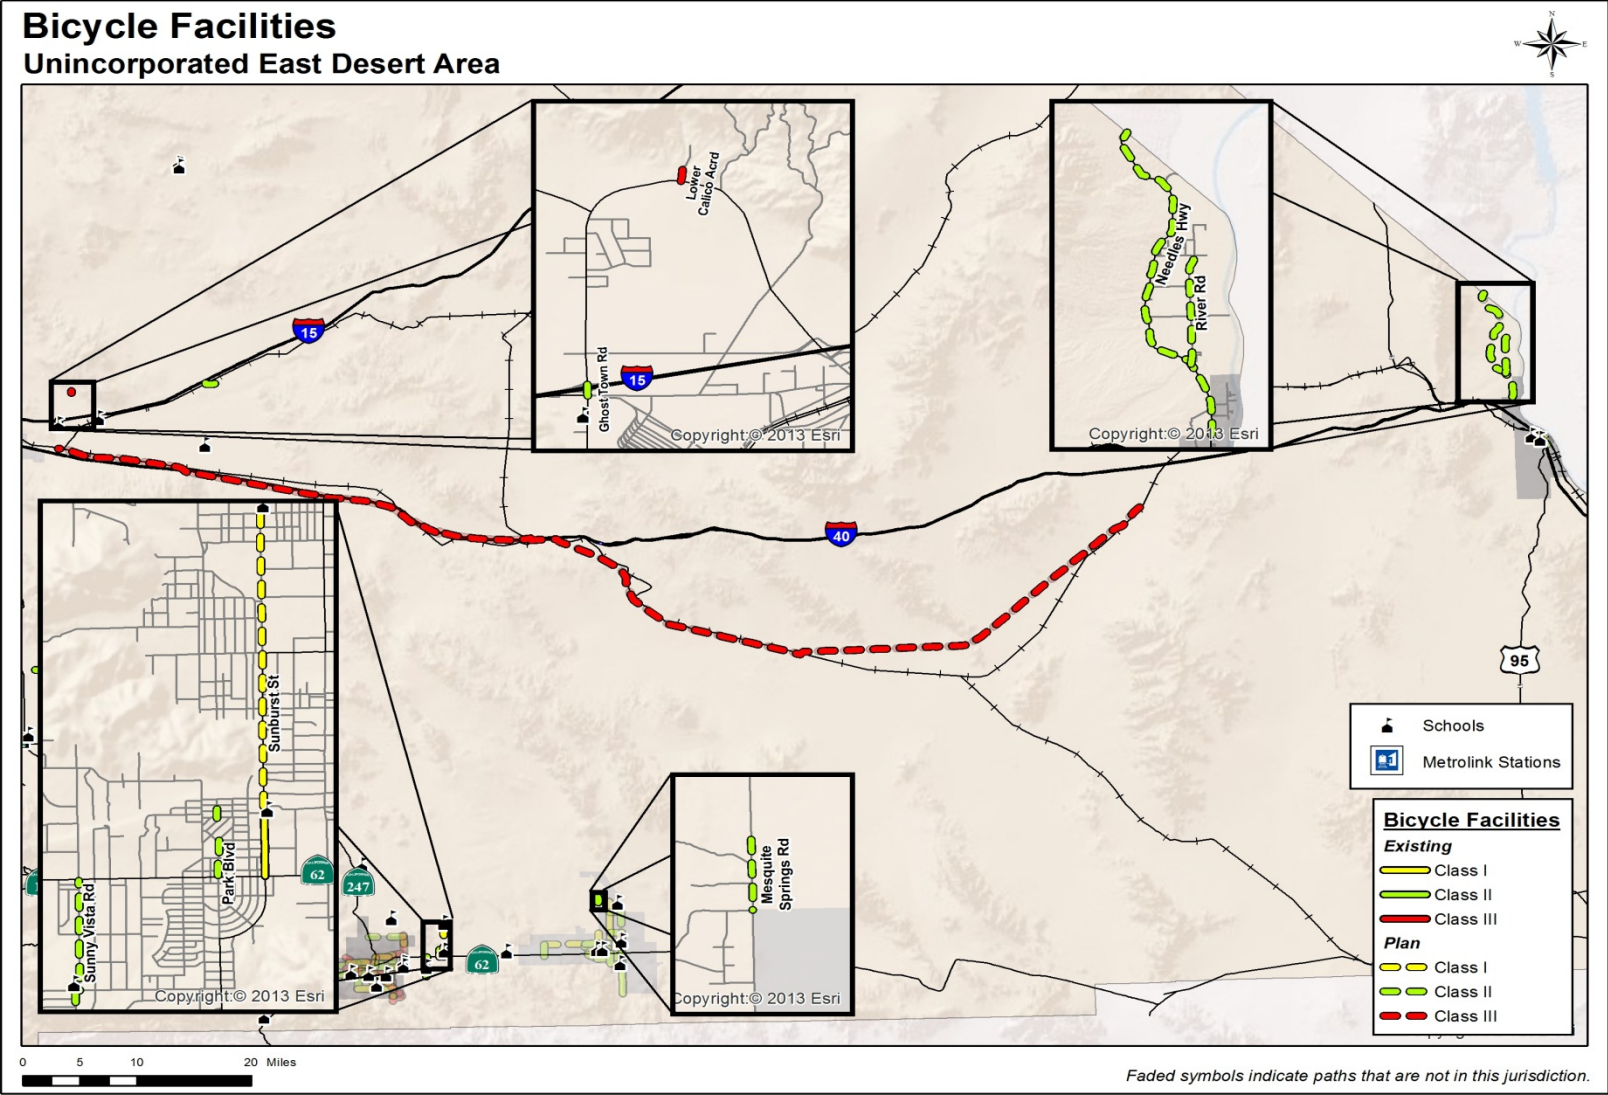 Bicycle Facilities
Unincorporated East Desert Area
N
W
E
S
Lower
Calico Acrd
Ghost Town Rd
15
Copyright:© 2013 Esri
Needles Hwy
River Rd
Copyright:© 2013 Esri
15
40
95
Sunburst St.
Park Blvd
Sunny Vista Rd
62
247
Copyright:© 2013 Esri
62
Mesquite
Springs Rd
Copyright:© 2013 Esri
Schools
Metrolink Stations
Bicycle Facilities
Existing
Class I
Class II
Class III
Plan
Class I
Class II
Class III
0 5 10 20 Miles
Faded symbols indicate paths that are not in this jurisdiction.